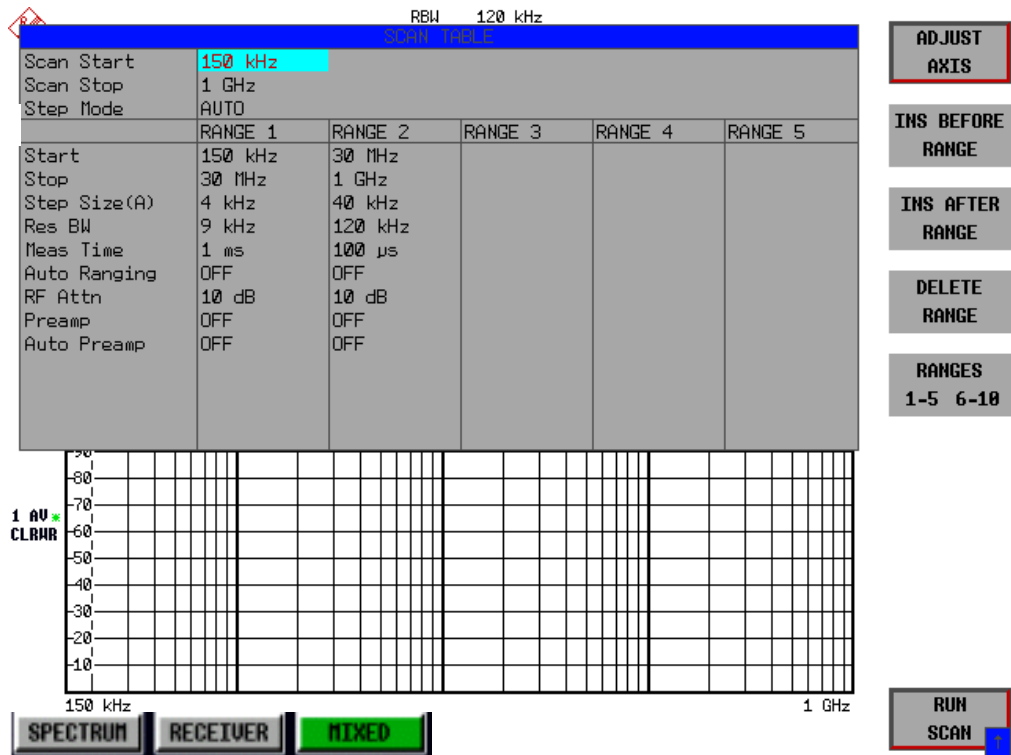 RBW 120 kHz
SCAN TABLE
Scan Start 150 kHz
Scan Stop 1 GHz
Step Mode AUTO
RANGE 1 RANGE 2 RANGE 3 RANGE 4 RANGE 5
Start 150 kHz 30 MHz
Stop 30 MHz 1 GHz
Step Size(A) 4 kHz 40 kHz
Res BW 9 kHz 120 kHz
Meas Time 1 ms 100 µs
Auto Ranging OFF OFF
RF Attn 10 dB 10 dB
Preamp OFF OFF
Auto Preamp OFF OFF
90
80
70
1 AV
CLRWR
60
50
40
30
20
10
150 kHz 1 GHz
SPECTRUM RECEIVER MIXED
ADJUST
AXIS
INS BEFORE
RANGE
INS AFTER
RANGE
DELETE
RANGE
RANGES
1-5 6-10
RUN
SCAN